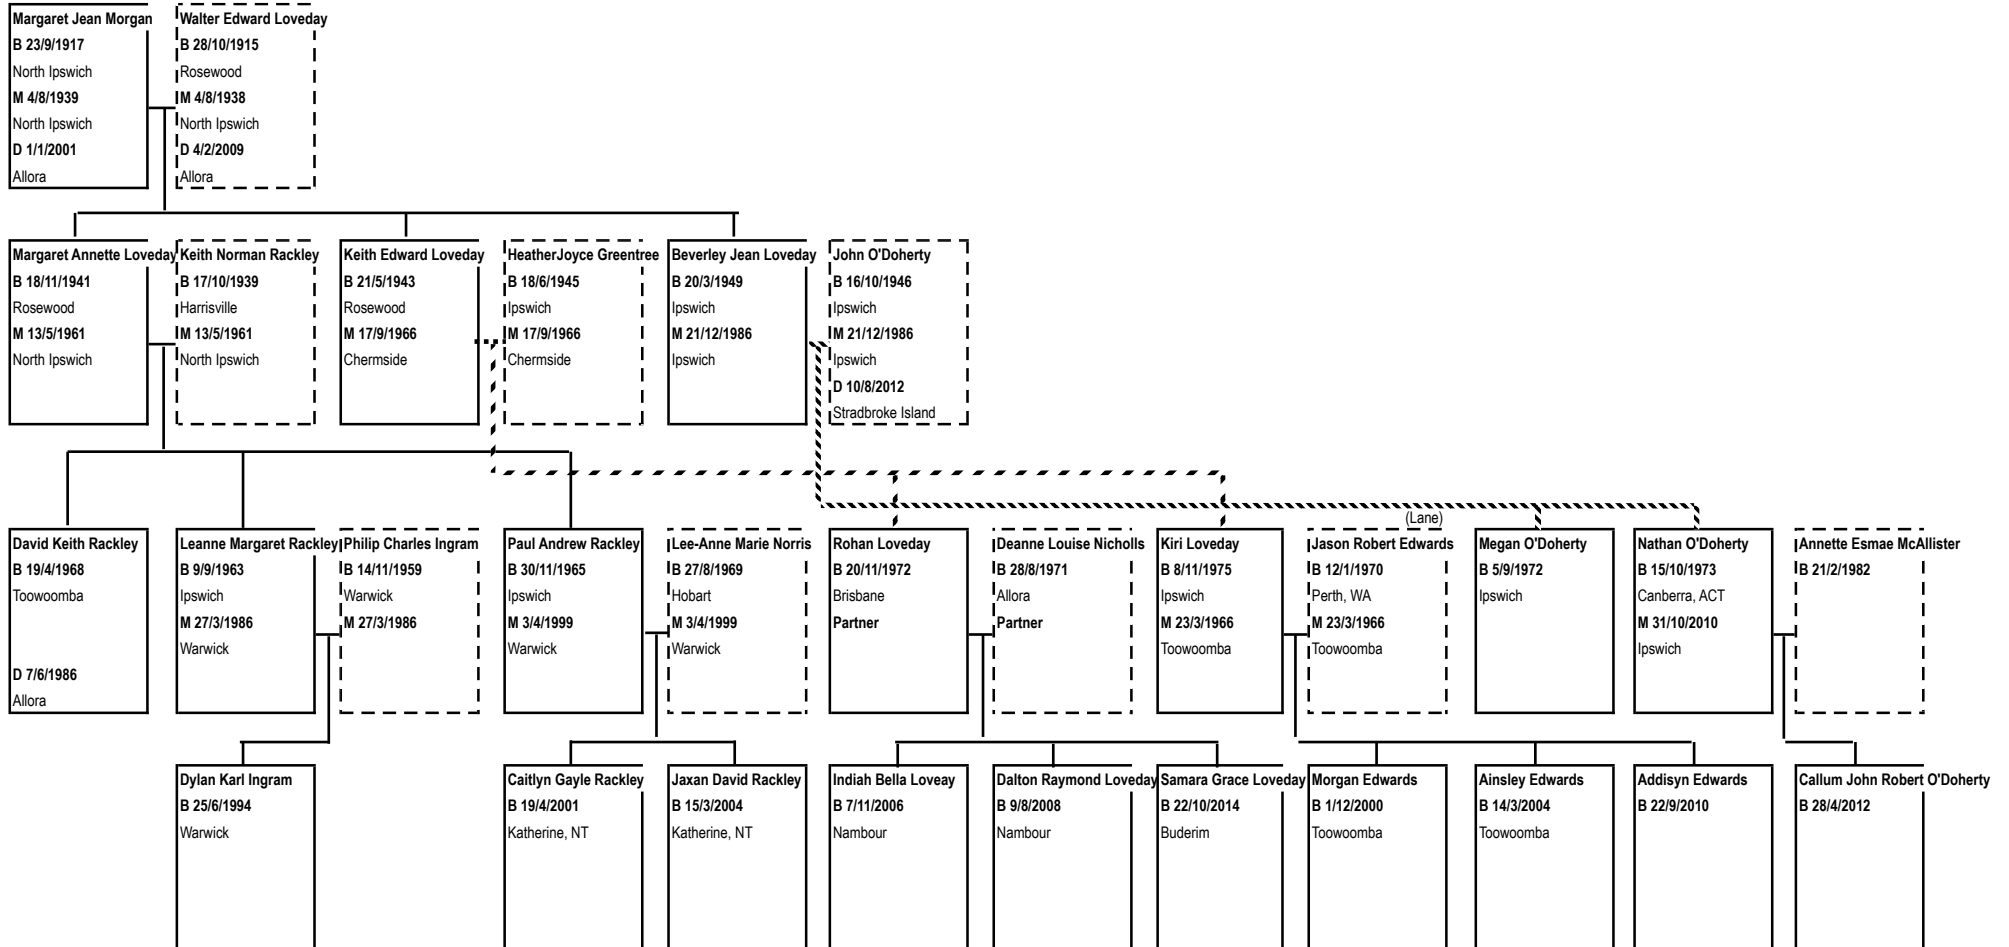 Margaret Jean Morgan
B 23/9/1917
North Ipswich
M 4/8/1939
North Ipswich
D 1/1/2001
Allora
Walter Edward Loveday
B 28/10/1915
Rosewood
M 4/8/1938
North Ipswich
D 4/2/2009
Allora
Margaret Annette Loveday
B 18/11/1941
Rosewood
M 13/5/1961
North Ipswich
Keith Norman Rackley
B 17/10/1939
Harrisville
M 13/5/1961
North Ipswich
Keith Edward Loveday
B 21/5/1943
Rosewood
M 17/9/1966
Chermside
HeatherJoyce Greentree
B 18/6/1945
Ipswich
M 17/9/1966
Chermside
Beverley Jean Loveday
B 20/3/1949
Ipswich
M 21/12/1986
Ipswich
John O'Doherty
B 16/10/1946
Ipswich
M 21/12/1986
Ipswich
D 10/8/2012
Stradbroke Island
David Keith Rackley
B 19/4/1968
Toowoomba
D 7/6/1986
Allora
Leanne Margaret Rackley
B 9/9/1963
Ipswich
M 27/3/1986
Warwick
Philip Charles Ingram
B 14/11/1959
Warwick
M 27/3/1986
Paul Andrew Rackley
B 30/11/1965
Ipswich
M 3/4/1999
Warwick
Lee-Anne Marie Norris
B 27/8/1969
Hobart
M 3/4/1999
Warwick
Rohan Loveday
B 20/11/1972
Brisbane
Partner
Deanne Louise Nicholls
B 28/8/1971
Allora
Partner
Kiri Loveday
B 8/11/1975
Ipswich
M 23/3/1966
Toowoomba
(Lane)
Jason Robert Edwards
B 12/1/1970
Perth, WA
M 23/3/1966
Toowoomba
Megan O'Doherty
B 5/9/1972
Ipswich
Nathan O'Doherty
B 15/10/1973
Canberra, ACT
M 31/10/2010
Ipswich
Annette Esmae McAllister
B 21/2/1982
Dylan Karl Ingram
B 25/6/1994
Warwick
Caitlyn Gayle Rackley
B 19/4/2001
Katherine, NT
Jaxan David Rackley
B 15/3/2004
Katherine, NT
Indiah Bella Loveay
B 7/11/2006
Nambour
Dalton Raymond Loveday
B 9/8/2008
Nambour
Samara Grace Loveday
B 22/10/2014
Buderim
Morgan Edwards
B 1/12/2000
Toowoomba
Ainsley Edwards
B 14/3/2004
Toowoomba
Addisyn Edwards
B 22/9/2010
Callum John Robert O'Doherty
B 28/4/2012